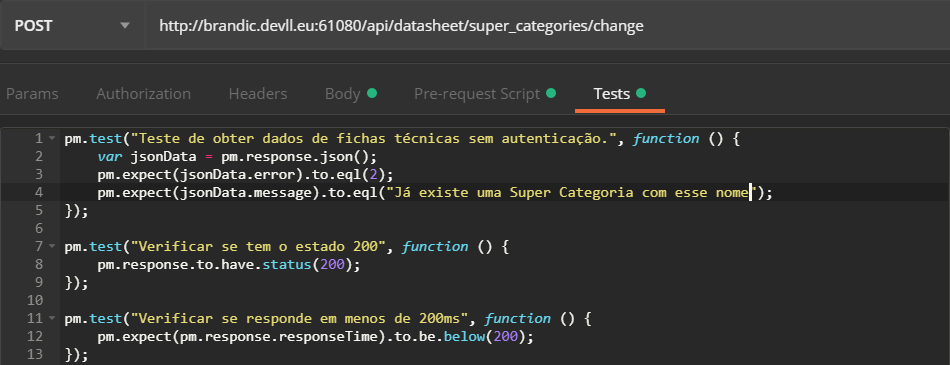 POST http://brandic.devll.eu:61080/api/datasheet/super_categories/change
Params Authorization Headers Body Pre-request Script Tests
1 pm.test("Teste de obter dados de fichas técnicas sem autenticação.", function () {
2 var jsonData = pm.response.json();
3 pm.expect(jsonData.error).to.eql(2);
4 pm.expect(jsonData.message).to.eql("Já existe uma Super Categoria com esse nome");
5 });
6
7 pm.test("Verificar se tem o estado 200", function () {
8 pm.response.to.have.status(200);
9 });
10
11 pm.test("Verificar se responde em menos de 200ms", function () {
12 pm.expect(pm.response.responseTime).to.be.below(200);
13 });